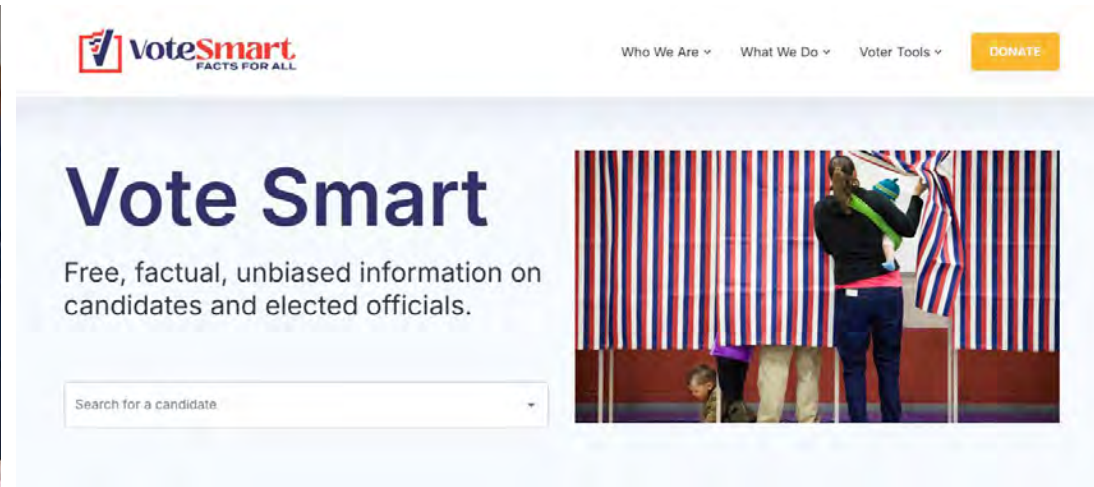 VoteSmart
FACTS FOR ALL
Who We Are
What We Do
Voter Tools
DONATE
Vote Smart
Free, factual, unbiased information on
candidates and elected officials.
Search for a candidate